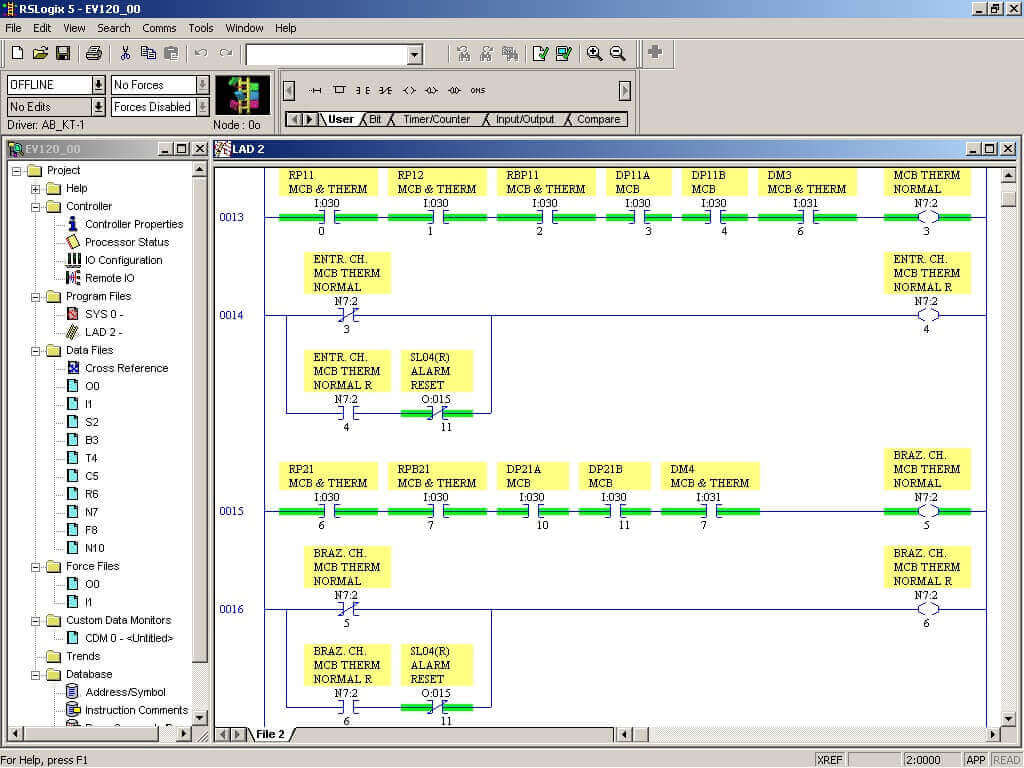 RSLogix 5 - EV120_00
File Edit View Search Comms Tools Window Help
OFFLINE No Forces
No Edits Forces Disabled
Driver: AB_KT-1 Node : 0o
User Bit Timer/Counter Input/Output Compare
EV120_00
Project
Help
Controller
Controller Properties
Processor Status
IO Configuration
Remote IO
Program Files
SYS 0 -
LAD 2 -
Data Files
Cross Reference
O0
I1
S2
B3
T4
C5
R6
N7
F8
N10
Force Files
O0
I1
Custom Data Monitors
CDM 0 - <Untitled>
Trends
Database
Address/Symbol
Instruction Comments
LAD 2
RP11 RP12 RBP11 DP11A DP11B DM3 MCB THERM
MCB & THERM MCB & THERM MCB & THERM MCB MCB MCB & THERM NORMAL
I:030 I:030 I:030 I:030 I:030 I:031 N7:2
0013
0 1 2 3 4 6 3
ENTR. CH. ENTR. CH.
MCB THERM MCB THERM
NORMAL NORMAL R
N7:2 N7:2
0014
3 4
ENTR. CH. SL04(R)
MCB THERM ALARM
NORMAL R RESET
N7:2 O:015
4 11
BRAZ. CH.
RP21 RPB21 DP21A DP21B DM4 MCB THERM
MCB & THERM MCB & THERM MCB MCB MCB & THERM NORMAL
I:030 I:030 I:030 I:030 I:031 N7:2
0015
6 7 10 11 7 5
BRAZ. CH. BRAZ. CH.
MCB THERM MCB THERM
NORMAL NORMAL R
N7:2 N7:2
0016
5 6
BRAZ. CH. SL04(R)
MCB THERM ALARM
NORMAL R RESET
N7:2 O:015
6 11
File 2
For Help, press F1 XREF 2:0000 APP READ